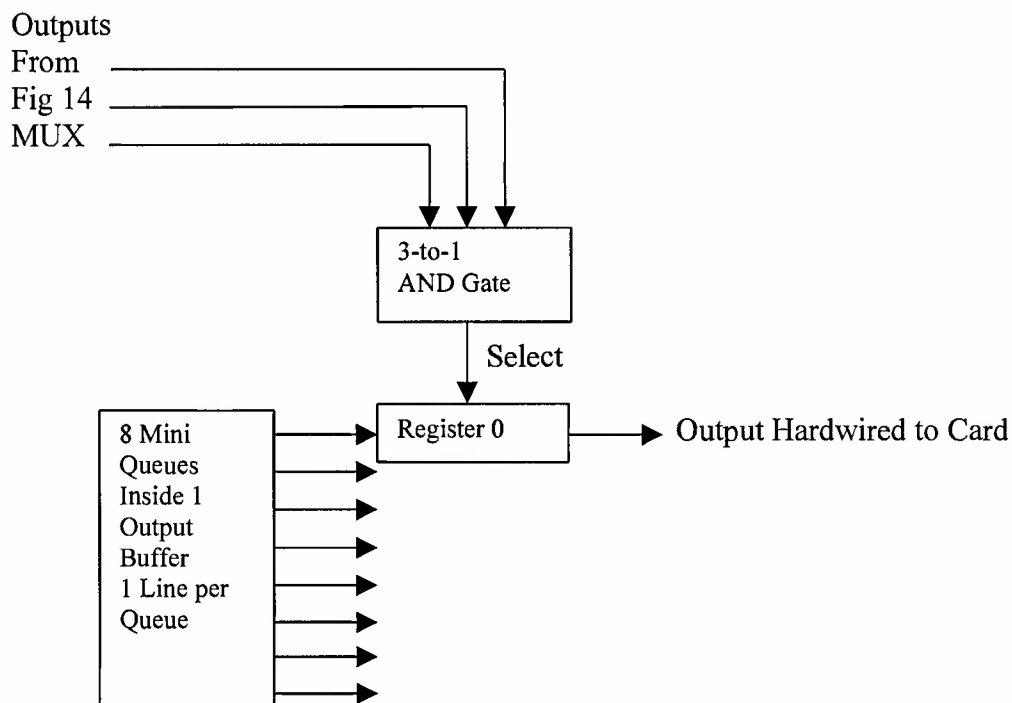 Outputs
From
Fig 14
MUX
3-to-1
AND Gate
Select
8 Mini
Queues
Inside 1
Output
Buffer
1 Line per
Queue
Register 0
Output Hardwired to Card